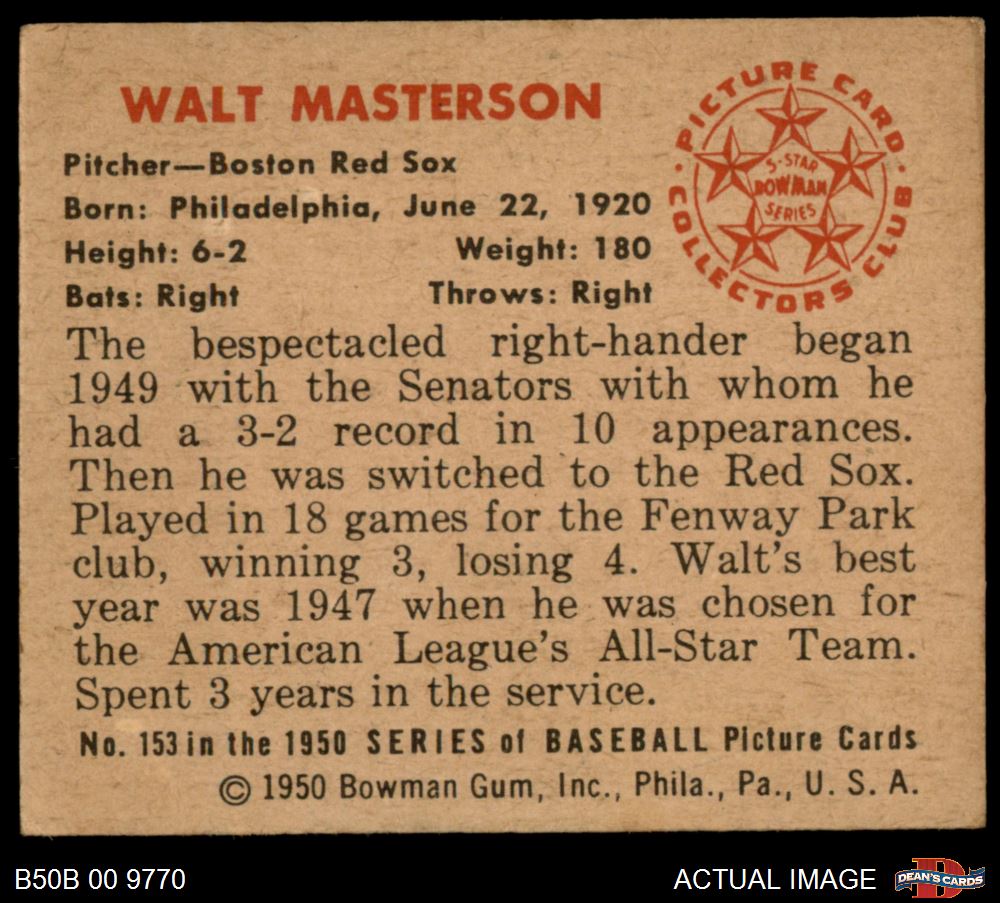 WALT MASTERSON
Pitcher—Boston Red Sox
Born: Philadelphia, June 22, 1920
Height: 6-2 Weight: 180
Bats: Right Throws: Right
· PICTURE CARD ·
COLLECTORS CLUB
5-STAR
BOWMAN
SERIES
The bespectacled right-hander began
1949 with the Senators with whom he
had a 3-2 record in 10 appearances.
Then he was switched to the Red Sox.
Played in 18 games for the Fenway Park
club, winning 3, losing 4. Walt's best
year was 1947 when he was chosen for
the American League's All-Star Team.
Spent 3 years in the service.
No. 153 in the 1950 SERIES of BASEBALL Picture Cards
© 1950 Bowman Gum, Inc., Phila., Pa., U. S. A.
B50B 00 9770
ACTUAL IMAGE
D
DEAN'S CARDS